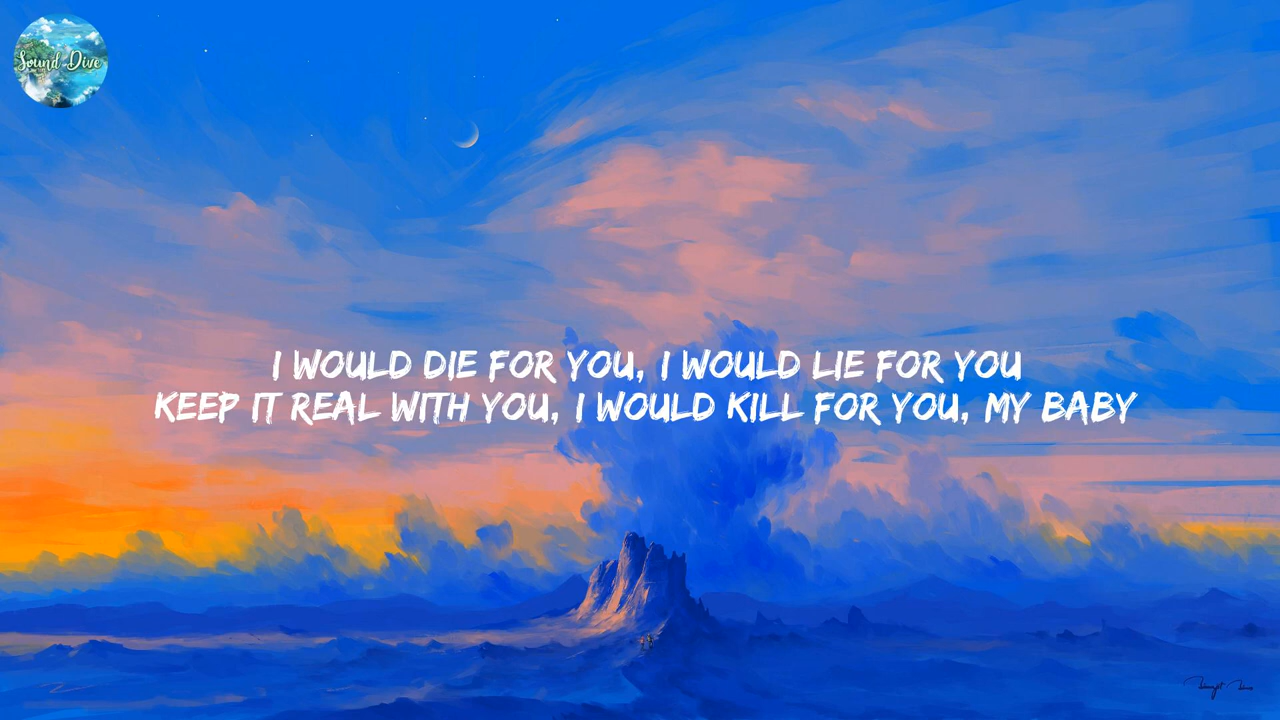 Sound Dive
I WOULD DIE FOR YOU, I WOULD LIE FOR YOU
KEEP IT REAL WITH YOU, I WOULD KILL FOR YOU, MY BABY